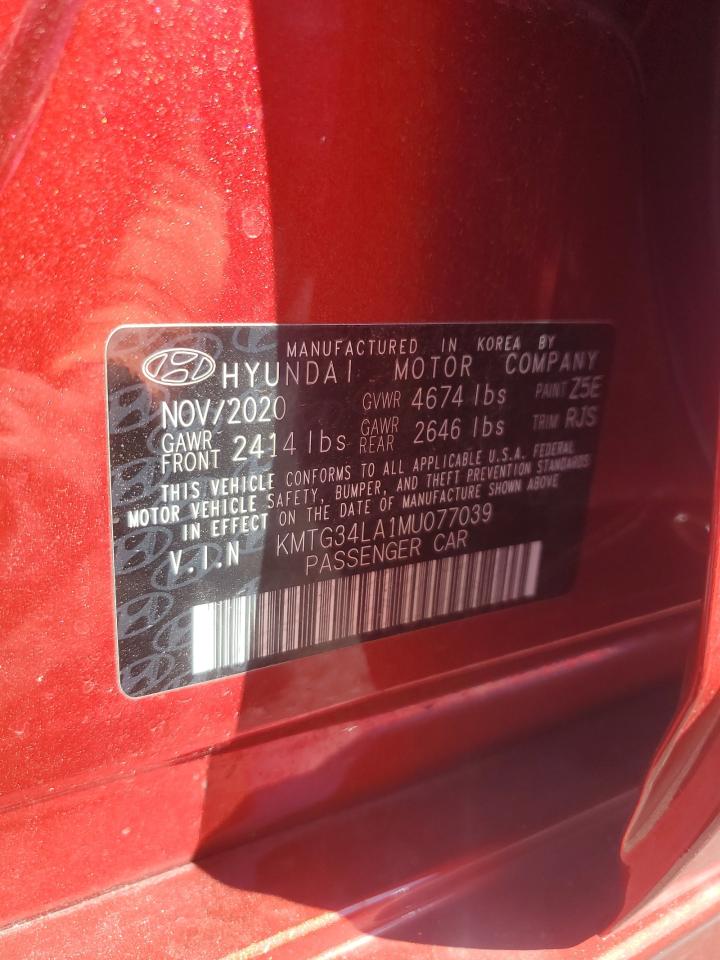 MANUFACTURED IN KOREA BY
HYUNDAI MOTOR COMPANY
NOV/2020 GVWR 4674 lbs PAINT Z5E
GAWR FRONT 2414 lbs GAWR REAR 2646 lbs TRIM RJS
THIS VEHICLE CONFORMS TO ALL APPLICABLE U.S.A. FEDERAL
MOTOR VEHICLE SAFETY, BUMPER, AND THEFT PREVENTION STANDARDS
IN EFFECT ON THE DATE OF MANUFACTURE SHOWN ABOVE
V.I.N KMTG34LA1MU077039
PASSENGER CAR